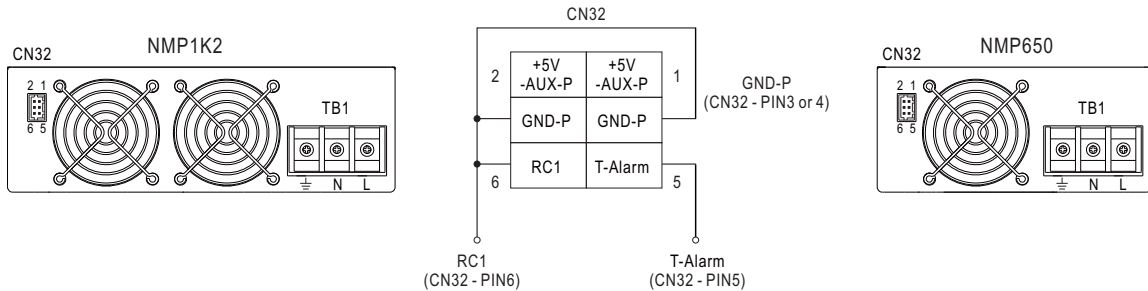 NMP1K2
CN32
2 1
6 5
TB1
N L
CN32
2
+5V
-AUX-P
+5V
-AUX-P
1
GND-P
GND-P
6
RC1
T-Alarm
5
GND-P
(CN32 - PIN3 or 4)
RC1
(CN32 - PIN6)
T-Alarm
(CN32 - PIN5)
NMP650
CN32
2 1
6 5
TB1
N L